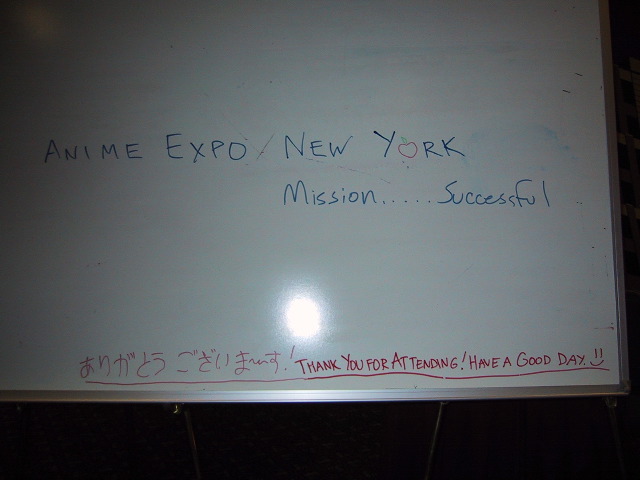 ANIME EXPO / NEW YORK
Mission.....Successful
ありがとう ございま〜す! THANK YOU FOR ATTENDING! HAVE A GOOD DAY. !!